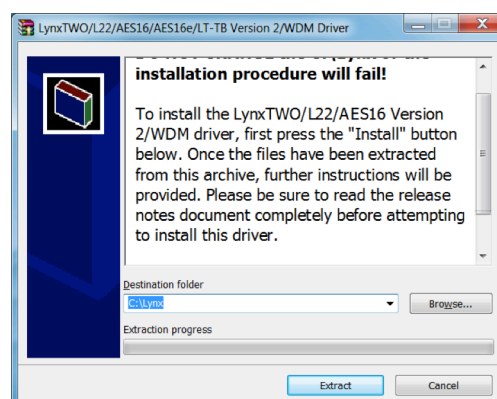 LynxTWO/L22/AES16/AES16e/LT-TB Version 2/WDM Driver
installation procedure will fail!
To install the LynxTWO/L22/AES16 Version
2/WDM driver, first press the "Install" button
below. Once the files have been extracted
from this archive, further instructions will be
provided. Please be sure to read the release
notes document completely before attempting
to install this driver.
Destination folder
C:\Lynx
Browse...
Extraction progress
Extract
Cancel